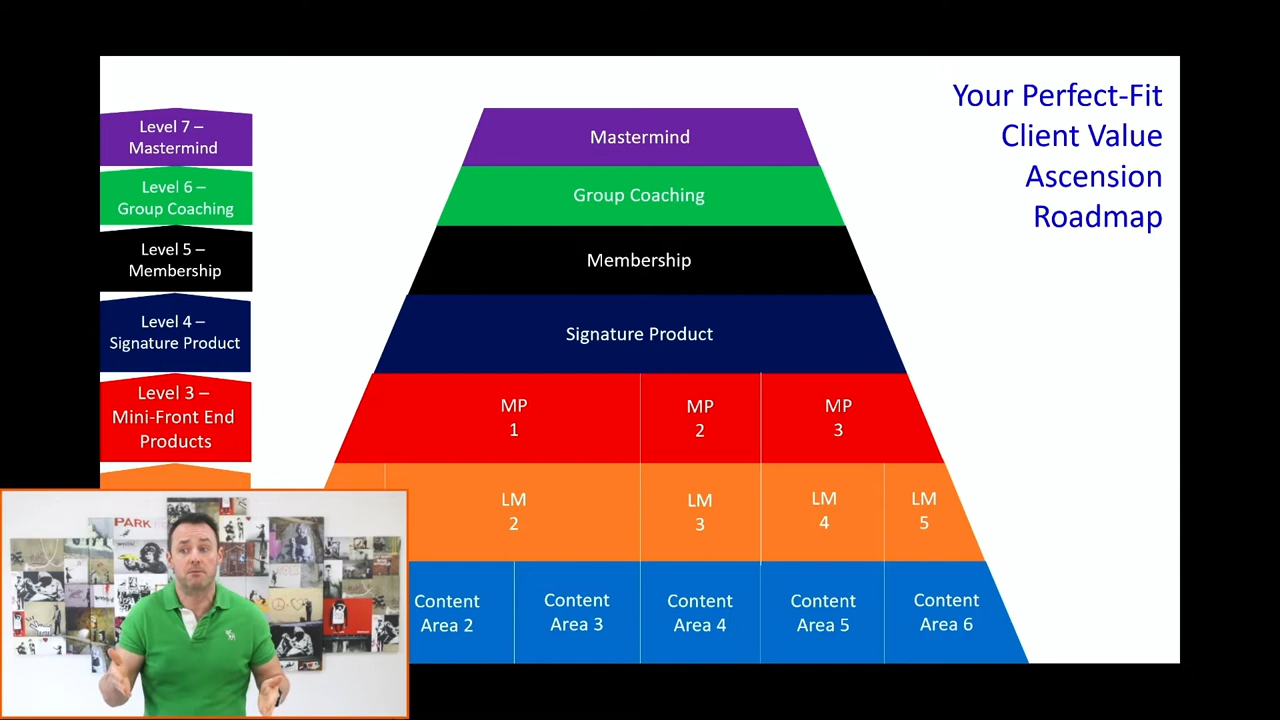 Your Perfect-Fit
Client Value
Ascension
Roadmap
Level 7 –
Mastermind
Level 6 –
Group Coaching
Level 5 –
Membership
Level 4 –
Signature Product
Level 3 –
Mini-Front End
Products
Mastermind
Group Coaching
Membership
Signature Product
MP
1
MP
2
MP
3
LM
2
LM
3
LM
4
LM
5
Content
Area 2
Content
Area 3
Content
Area 4
Content
Area 5
Content
Area 6
PARK